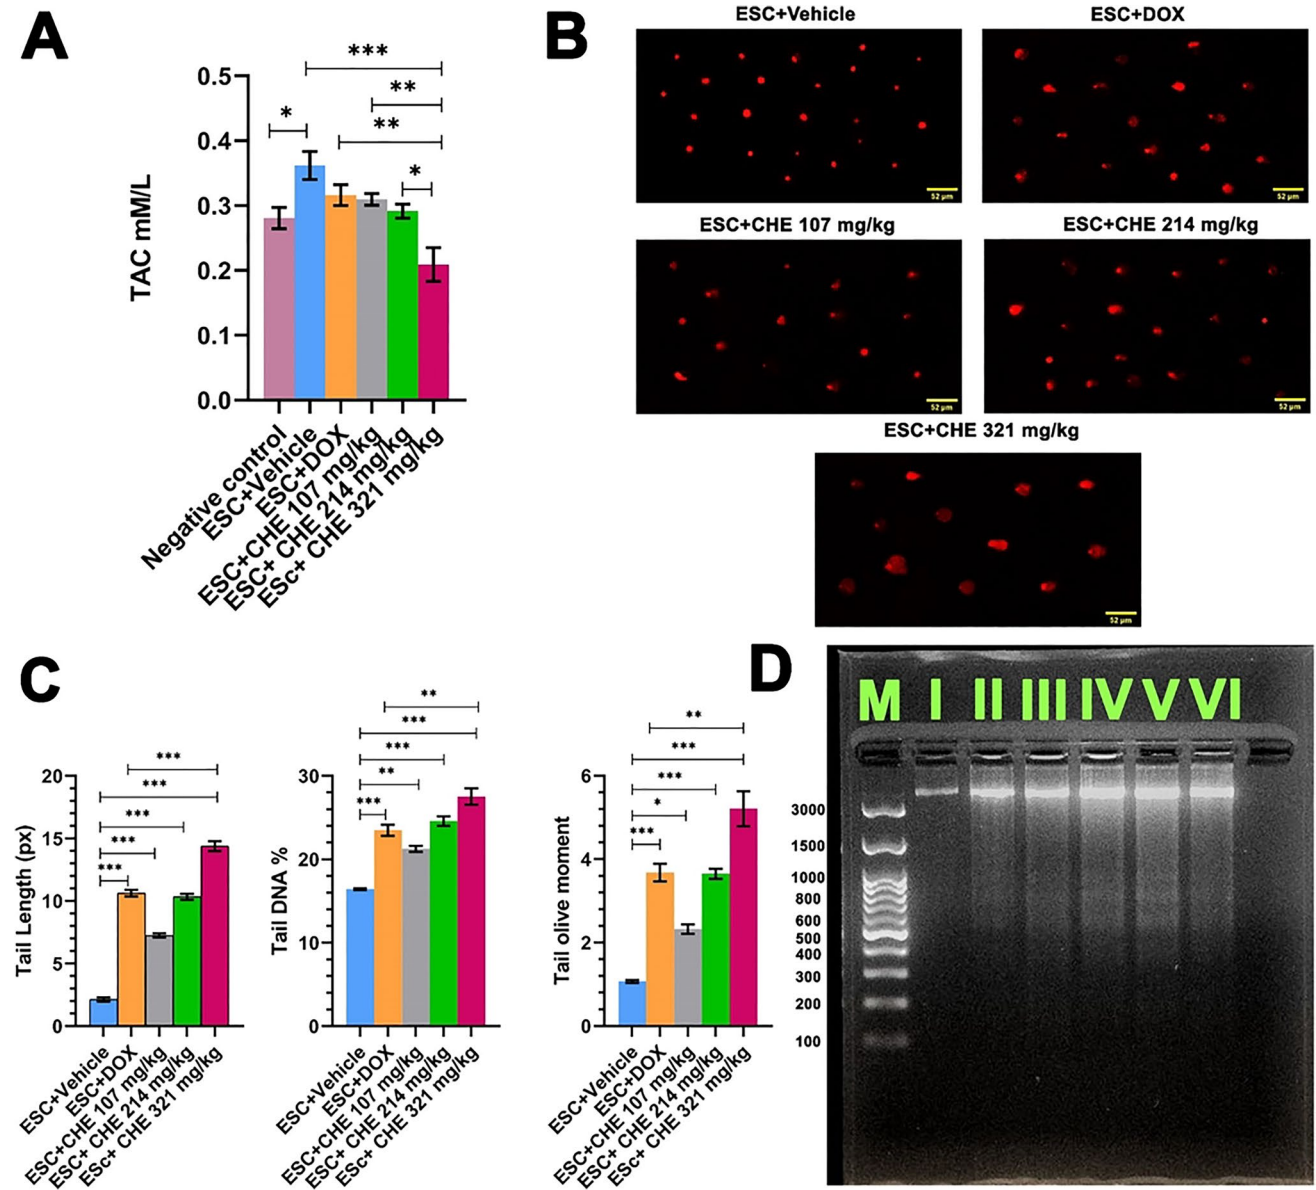 A
***
**
**
*
*
TAC mM/L
0.5
0.4
0.3
0.2
0.1
0.0
Negative control
ESC+Vehicle
ESC+DOX
ESC+CHE 107 mg/kg
ESC+ CHE 214 mg/kg
ESc+ CHE 321 mg/kg
B
ESC+Vehicle
52 µm
ESC+DOX
52 µm
ESC+CHE 107 mg/kg
52 µm
ESC+CHE 214 mg/kg
52 µm
ESC+CHE 321 mg/kg
52 µm
C
***
***
***
***
***
Tail Length (px)
20
15
10
5
0
ESC+Vehicle
ESC+DOX
ESC+CHE 107 mg/kg
ESC+ CHE 214 mg/kg
ESc+ CHE 321 mg/kg
**
***
***
**
***
Tail DNA %
30
20
10
0
ESC+Vehicle
ESC+DOX
ESC+CHE 107 mg/kg
ESC+ CHE 214 mg/kg
ESc+ CHE 321 mg/kg
**
***
***
*
***
Tail olive moment
6
4
2
0
ESC+Vehicle
ESC+DOX
ESC+CHE 107 mg/kg
ESC+ CHE 214 mg/kg
ESc+ CHE 321 mg/kg
D
M I II III IV V VI
3000
1500
1000
800
600
500
400
300
200
100